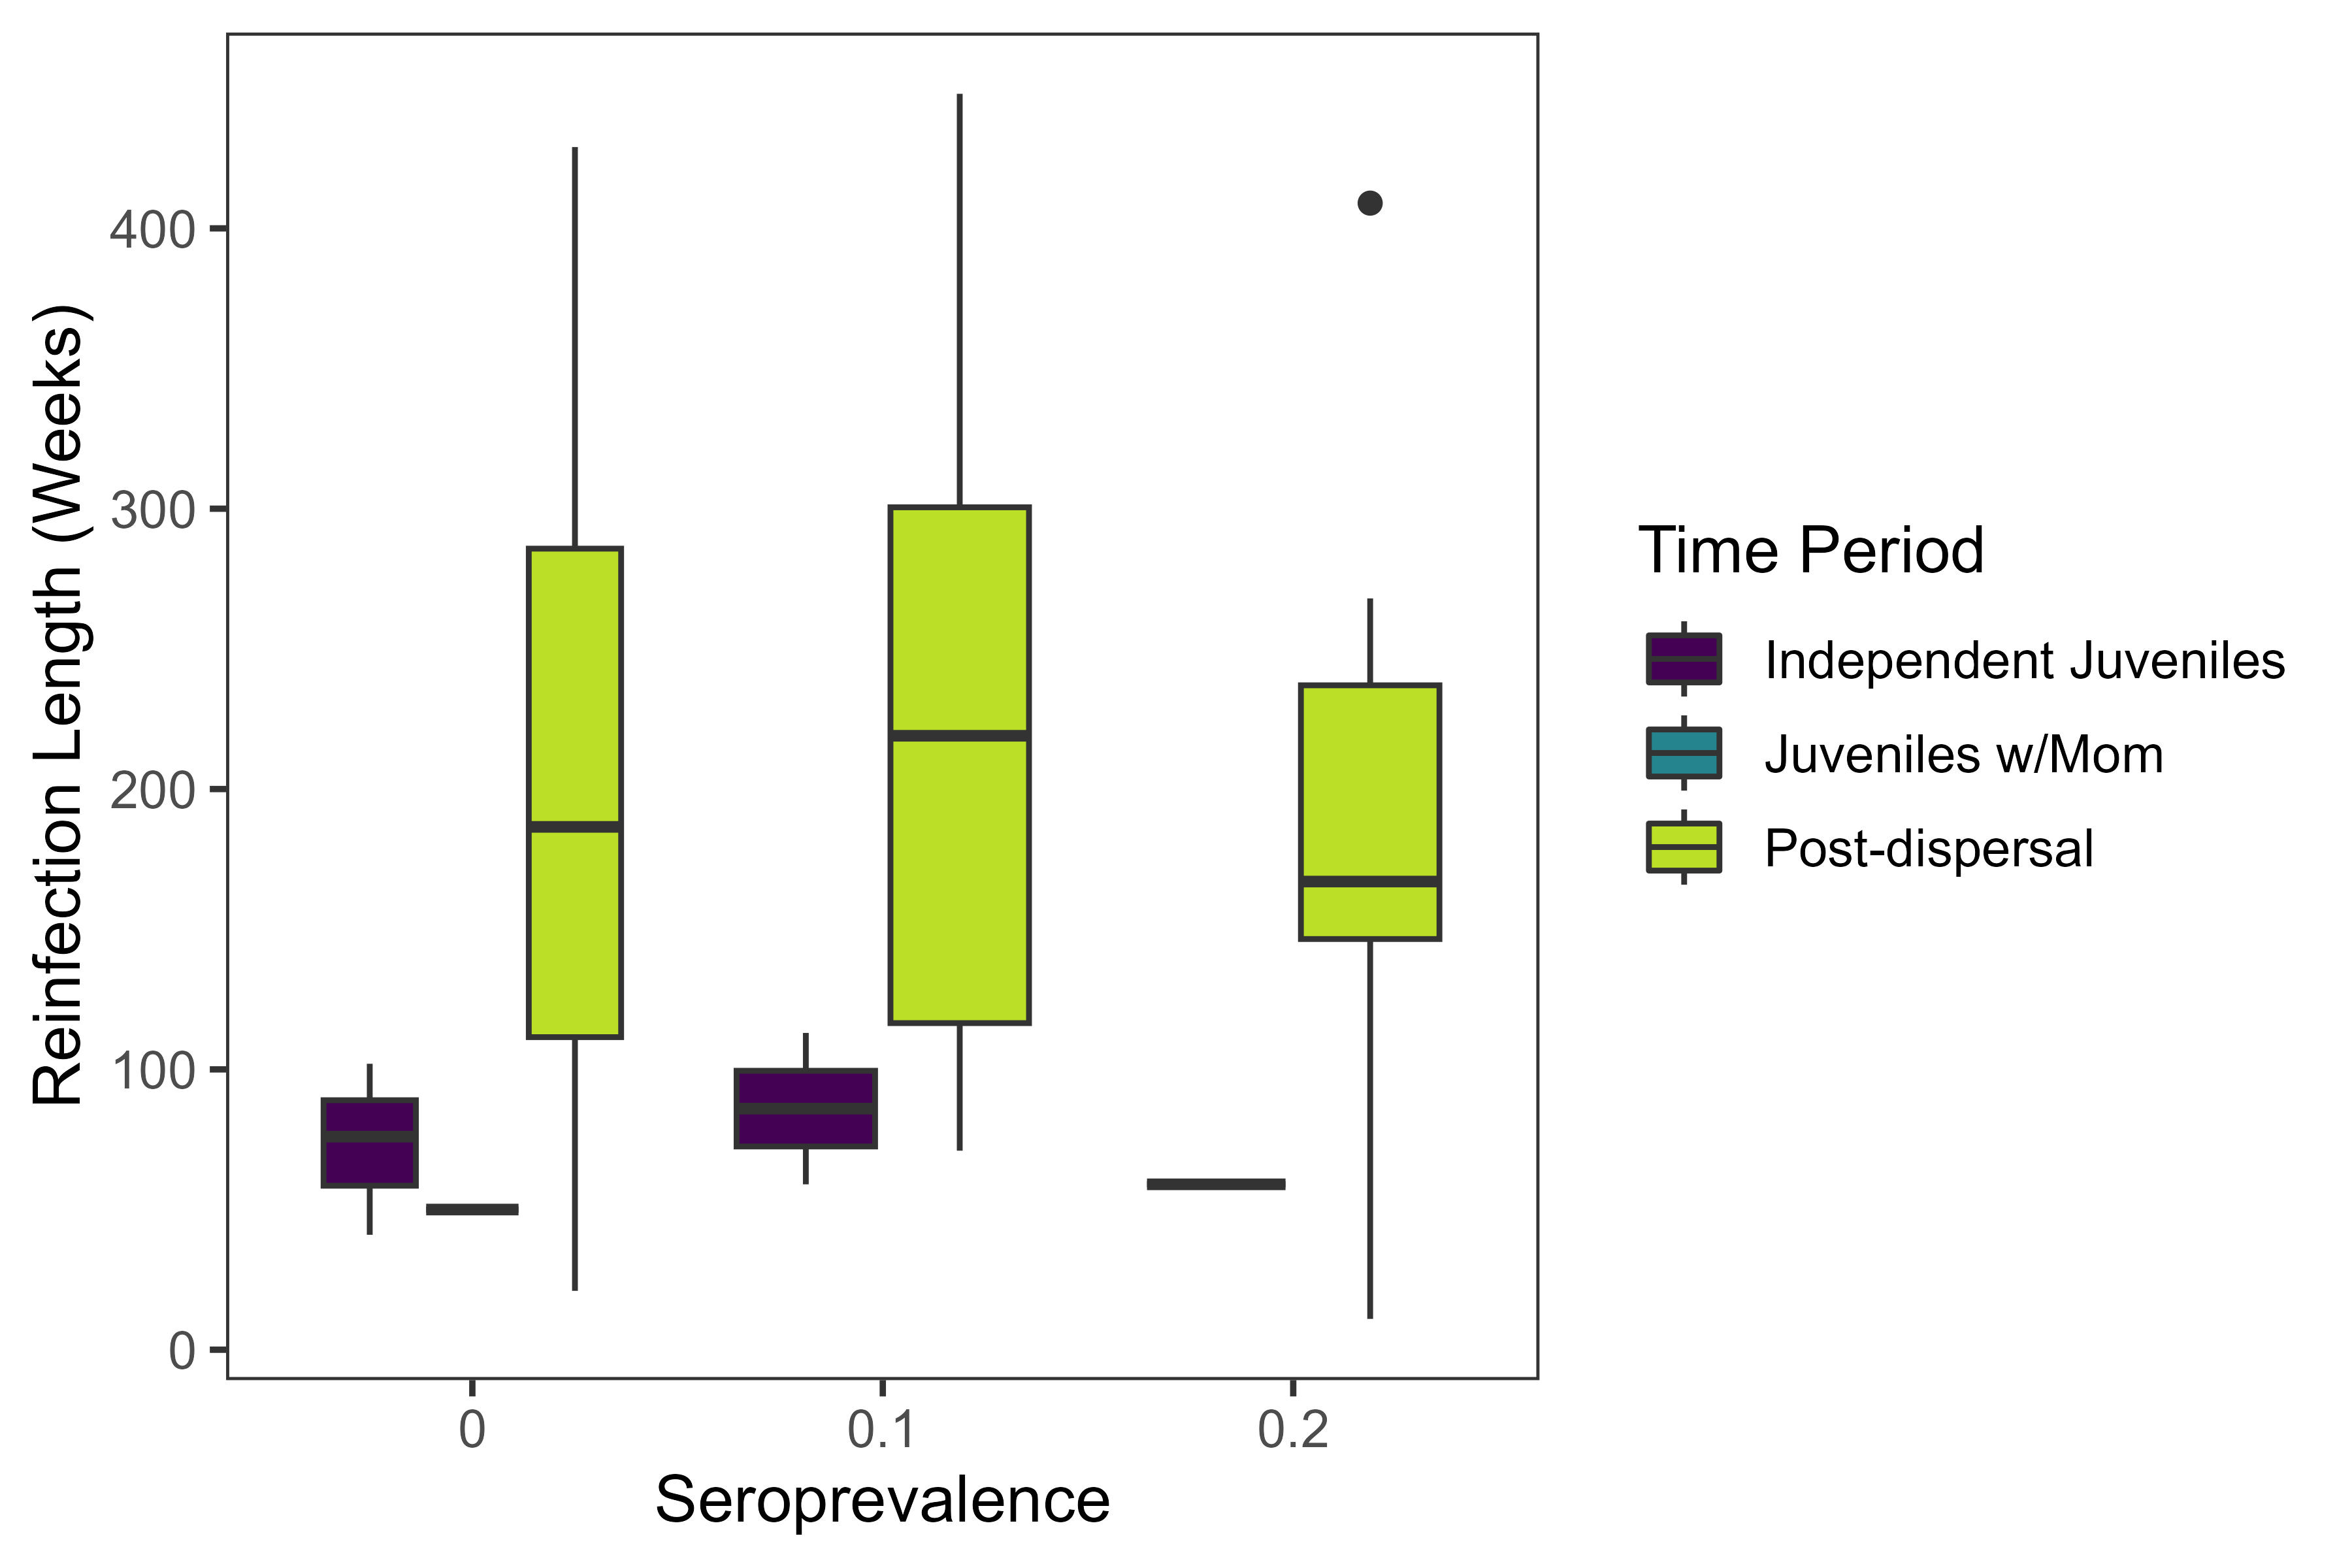 Reinfection Length (Weeks)
400
300
200
100
0
0
0.1
0.2
Seroprevalence
Time Period
Independent Juveniles
Juveniles w/Mom
Post-dispersal